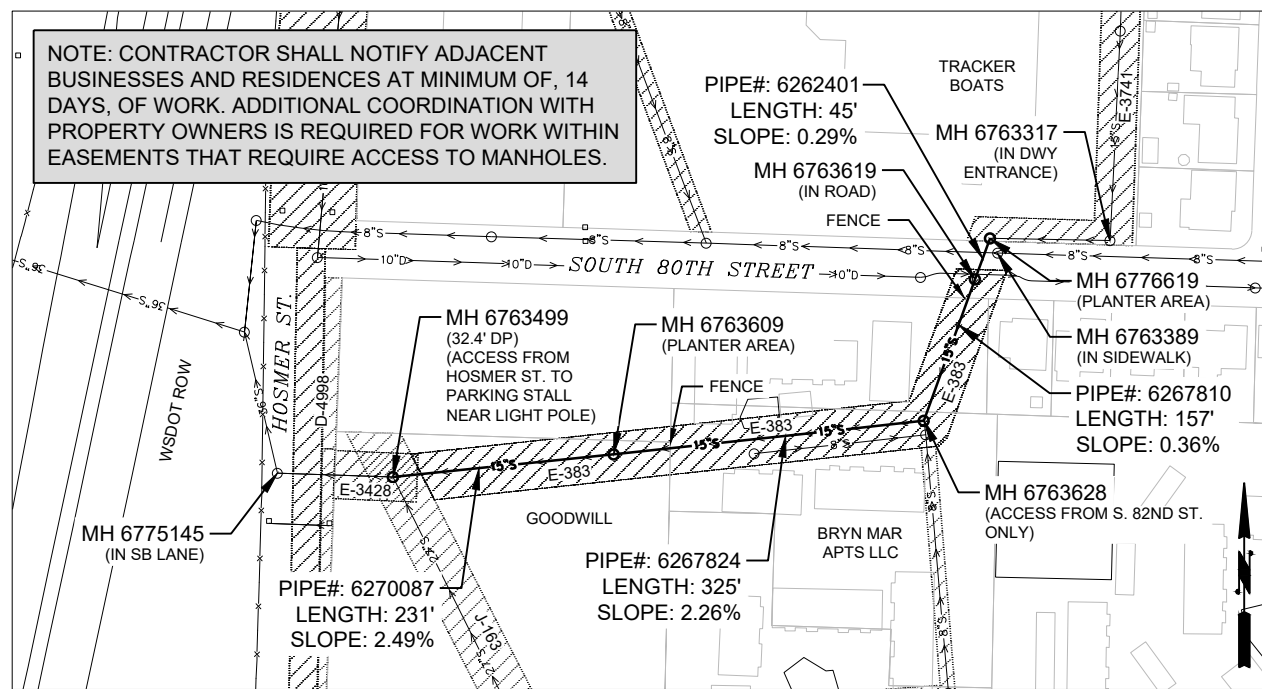 NOTE: CONTRACTOR SHALL NOTIFY ADJACENT
BUSINESSES AND RESIDENCES AT MINIMUM OF, 14
DAYS, OF WORK. ADDITIONAL COORDINATION WITH
PROPERTY OWNERS IS REQUIRED FOR WORK WITHIN
EASEMENTS THAT REQUIRE ACCESS TO MANHOLES.
TRACKER
BOATS
E-3741
15"S
8"S
PIPE#: 6262401
LENGTH: 45'
SLOPE: 0.29%
MH 6763317
(IN DWY
ENTRANCE)
MH 6763619
(IN ROAD)
FENCE
8"S
8"S
8"S
8"S
8"S
8"S
10"D
10"D
SOUTH 80TH STREET
10"D
36"S
36"S
36"S
HOSMER ST.
D-4998
WSDOT ROW
MH 6776619
(PLANTER AREA)
MH 6763389
(IN SIDEWALK)
PIPE#: 6267810
LENGTH: 157'
SLOPE: 0.36%
MH 6763499
(32.4' DP)
(ACCESS FROM
HOSMER ST. TO
PARKING STALL
NEAR LIGHT POLE)
MH 6763609
(PLANTER AREA)
FENCE
15"S
E-383
E-383
15"S
15"S
8"S
15"S
E-383
E-3428
MH 6775145
(IN SB LANE)
GOODWILL
BRYN MAR
APTS LLC
MH 6763628
(ACCESS FROM S. 82ND ST.
ONLY)
PIPE#: 6270087
LENGTH: 231'
SLOPE: 2.49%
PIPE#: 6267824
LENGTH: 325'
SLOPE: 2.26%
J-163
8"S
8"S
N